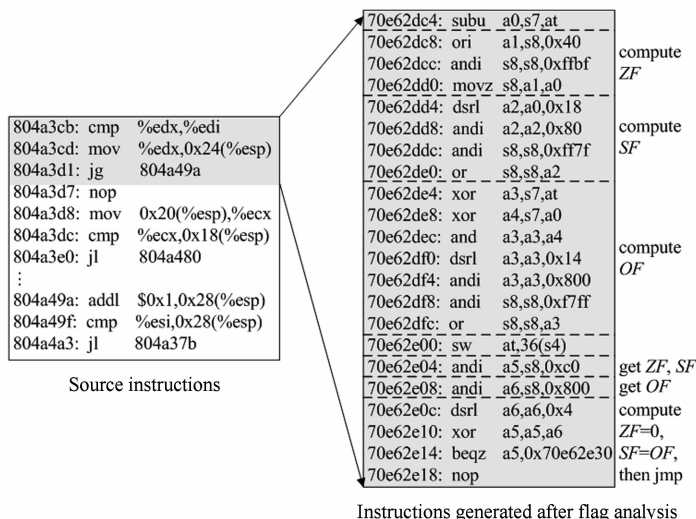 804a3cb: cmp %edx,%edi
804a3cd: mov %edx,0x24(%esp)
804a3d1: jg 804a49a
804a3d7: nop
804a3d8: mov 0x20(%esp),%ecx
804a3dc: cmp %ecx,0x18(%esp)
804a3e0: jl 804a480
⋮
804a49a: addl $0x1,0x28(%esp)
804a49f: cmp %esi,0x28(%esp)
804a4a3: jl 804a37b
Source instructions
70e62dc4: subu a0,s7,at
70e62dc8: ori a1,s8,0x40
70e62dcc: andi s8,s8,0xffbf
70e62dd0: movz s8,a1,a0
compute
ZF
70e62dd4: dsrl a2,a0,0x18
70e62dd8: andi a2,a2,0x80
70e62ddc: andi s8,s8,0xff7f
70e62de0: or s8,s8,a2
compute
SF
70e62de4: xor a3,s7,at
70e62de8: xor a4,s7,a0
70e62dec: and a3,a3,a4
70e62df0: dsrl a3,a3,0x14
70e62df4: andi a3,a3,0x800
70e62df8: andi s8,s8,0xf7ff
70e62dfc: or s8,s8,a3
compute
OF
70e62e00: sw at,36(s4)
70e62e04: andi a5,s8,0xc0 get ZF, SF
70e62e08: andi a6,s8,0x800 get OF
70e62e0c: dsrl a6,a6,0x4 compute
70e62e10: xor a5,a5,a6 ZF=0,
70e62e14: beqz a5,0x70e62e30 SF=OF,
70e62e18: nop then jmp
Instructions generated after flag analysis